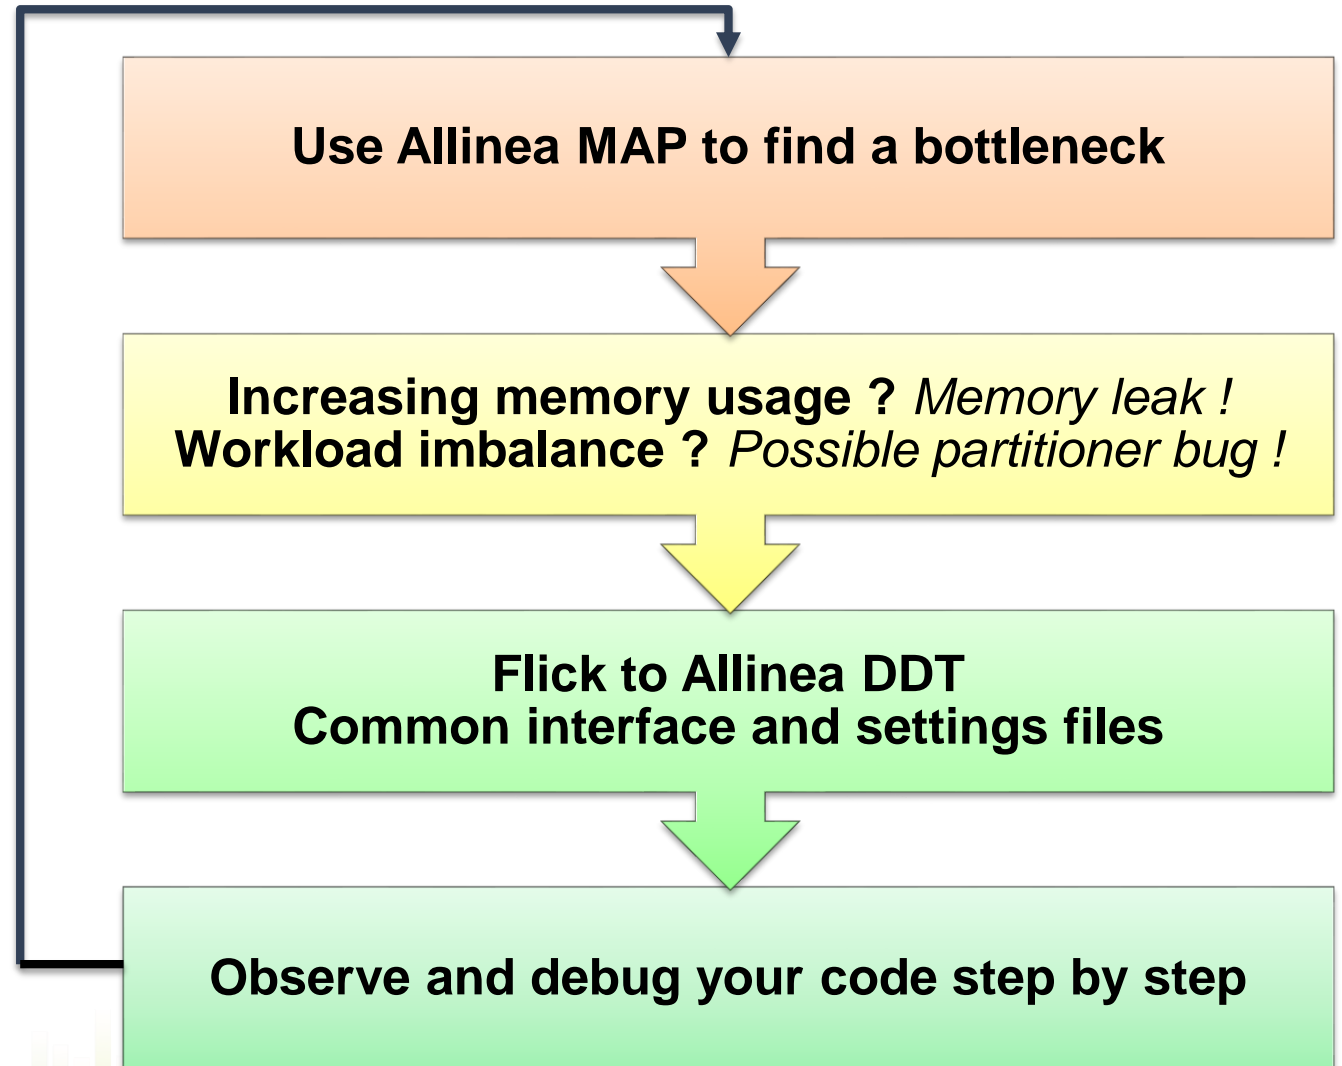 Use Allinea MAP to find a bottleneck
Increasing memory usage ? Memory leak !
Workload imbalance ? Possible partitioner bug !
Flick to Allinea DDT
Common interface and settings files
Observe and debug your code step by step